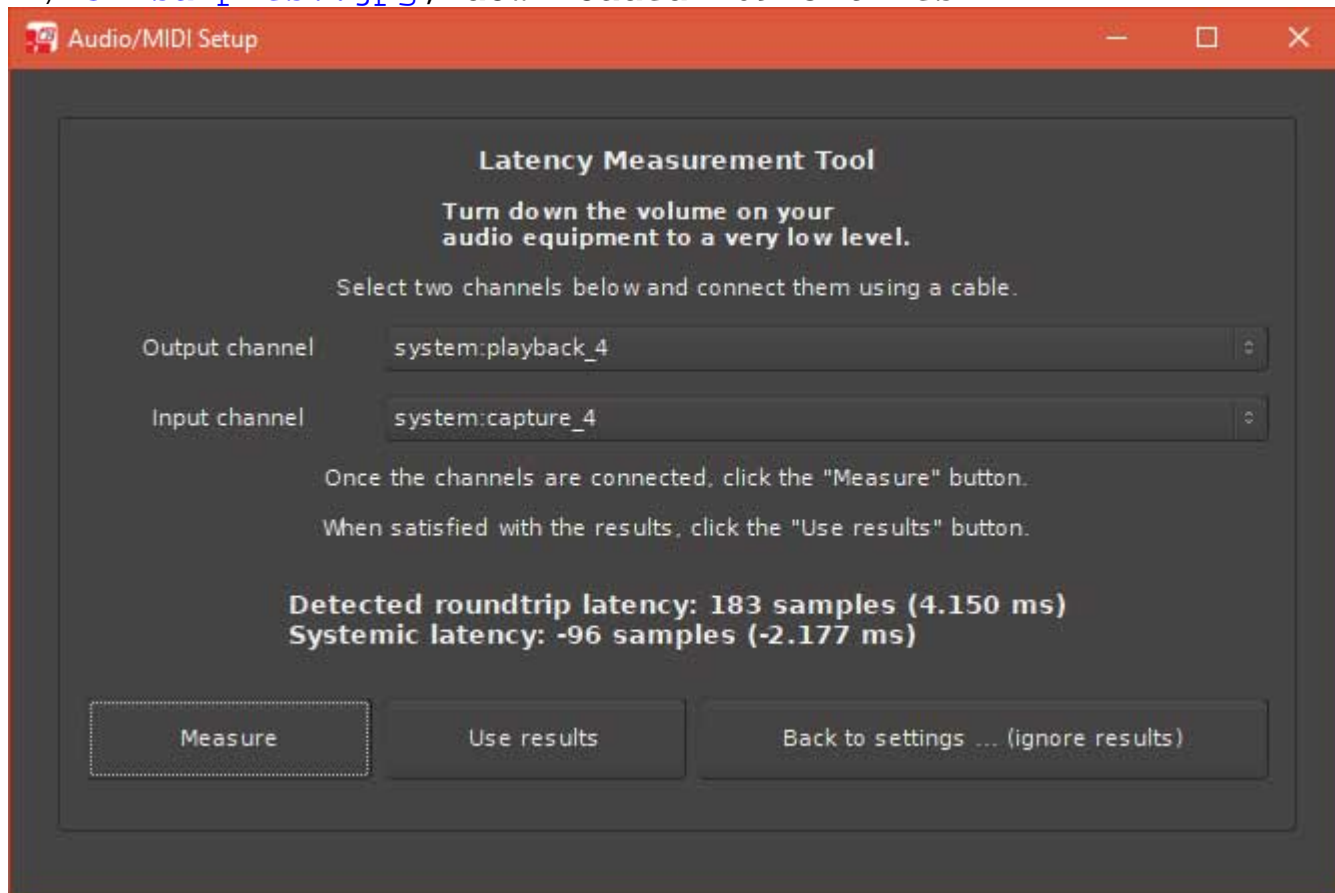 Audio/MIDI Setup
Latency Measurement Tool
Turn down the volume on your
audio equipment to a very low level.
Select two channels below and connect them using a cable.
Output channel system:playback_4
Input channel system:capture_4
Once the channels are connected, click the "Measure" button.
When satisfied with the results, click the "Use results" button.
Detected roundtrip latency: 183 samples (4.150 ms)
Systemic latency: -96 samples (-2.177 ms)
Measure Use results Back to settings ... (ignore results)